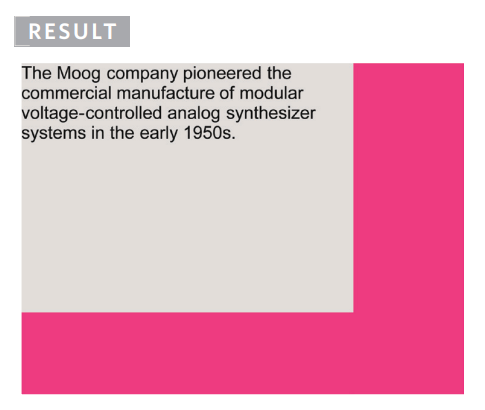 RESULT
The Moog company pioneered the
commercial manufacture of modular
voltage-controlled analog synthesizer
systems in the early 1950s.